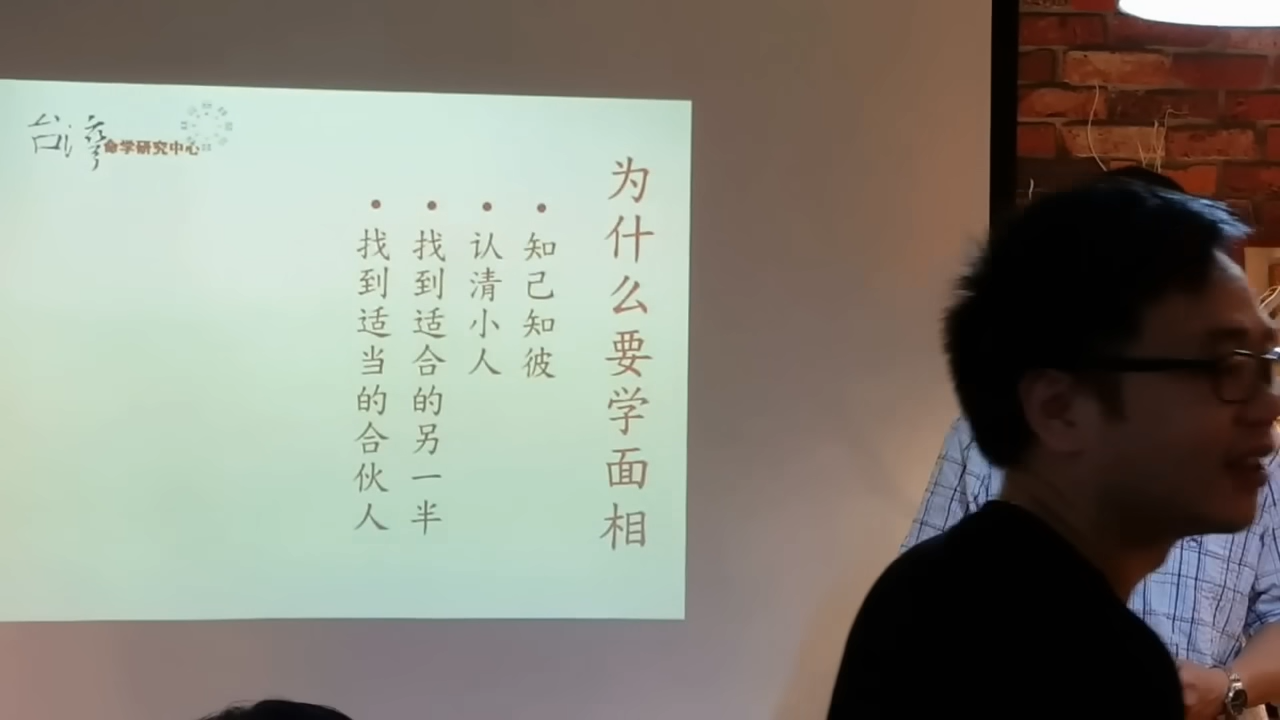 台灣命学研究中心
为什么要学面相
• 知己知彼
• 认清小人
• 找到适合的另一半
• 找到适当的合伙人